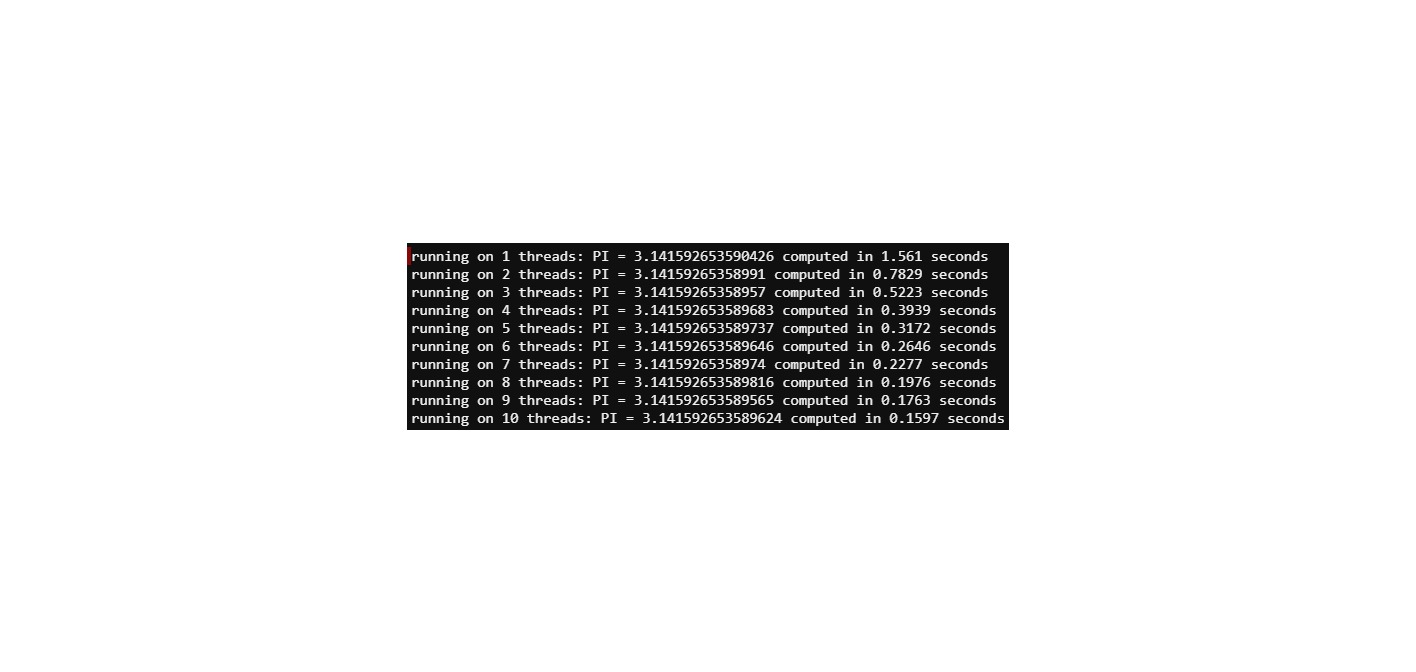 running on 1 threads: PI = 3.141592653590426 computed in 1.561 seconds
running on 2 threads: PI = 3.14159265358991 computed in 0.7829 seconds
running on 3 threads: PI = 3.14159265358957 computed in 0.5223 seconds
running on 4 threads: PI = 3.141592653589683 computed in 0.3939 seconds
running on 5 threads: PI = 3.141592653589737 computed in 0.3172 seconds
running on 6 threads: PI = 3.141592653589646 computed in 0.2646 seconds
running on 7 threads: PI = 3.14159265358974 computed in 0.2277 seconds
running on 8 threads: PI = 3.141592653589816 computed in 0.1976 seconds
running on 9 threads: PI = 3.141592653589565 computed in 0.1763 seconds
running on 10 threads: PI = 3.141592653589624 computed in 0.1597 seconds